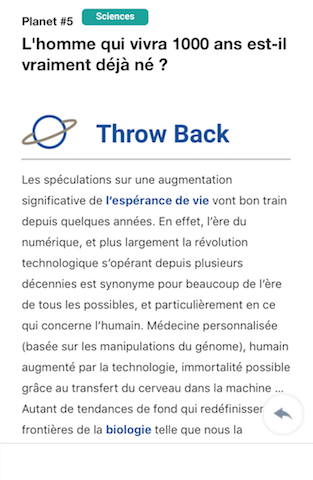 Planet #5 Sciences
L'homme qui vivra 1000 ans est-il
vraiment déjà né ?
Throw Back
Les spéculations sur une augmentation
significative de l'espérance de vie vont bon train
depuis quelques années. En effet, l'ère du
numérique, et plus largement la révolution
technologique s'opérant depuis plusieurs
décennies est synonyme pour beaucoup de l'ère
de tous les possibles, et particulièrement en ce
qui concerne l'humain. Médecine personnalisée
(basée sur les manipulations du génome), humain
augmenté par la technologie, immortalité possible
grâce au transfert du cerveau dans la machine ...
Autant de tendances de fond qui redéfinissen
frontières de la biologie telle que nous la